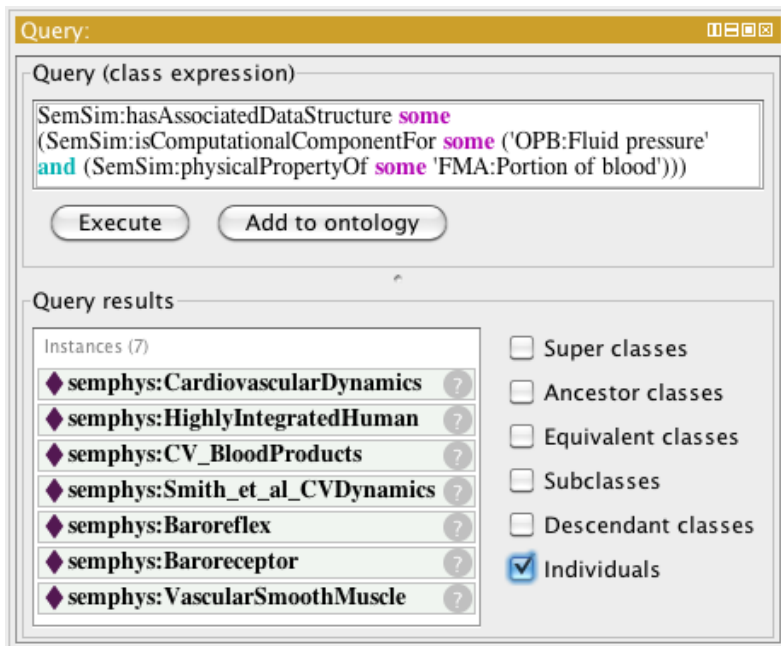 Query:
Query (class expression)
SemSim:hasAssociatedDataStructure some
(SemSim:isComputationalComponentFor some ('OPB:Fluid pressure'
and (SemSim:physicalPropertyOf some 'FMA:Portion of blood')))
Execute
Add to ontology
Query results
Instances (7)
semphys:CardiovascularDynamics ?
semphys:HighlyIntegratedHuman ?
semphys:CV_BloodProducts ?
semphys:Smith_et_al_CVDynamics ?
semphys:Baroreflex ?
semphys:Baroreceptor ?
semphys:VascularSmoothMuscle ?
Super classes
Ancestor classes
Equivalent classes
Subclasses
Descendant classes
Individuals